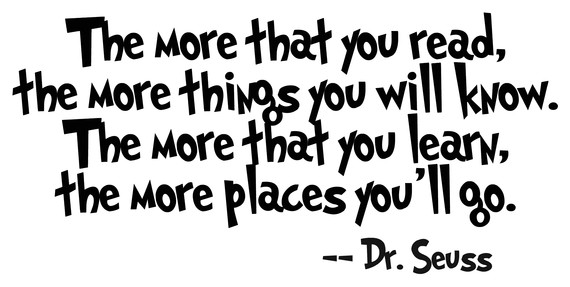 The more that you read,
the more things you will know.
The more that you learn,
the more places you'll go.
-- Dr. Seuss